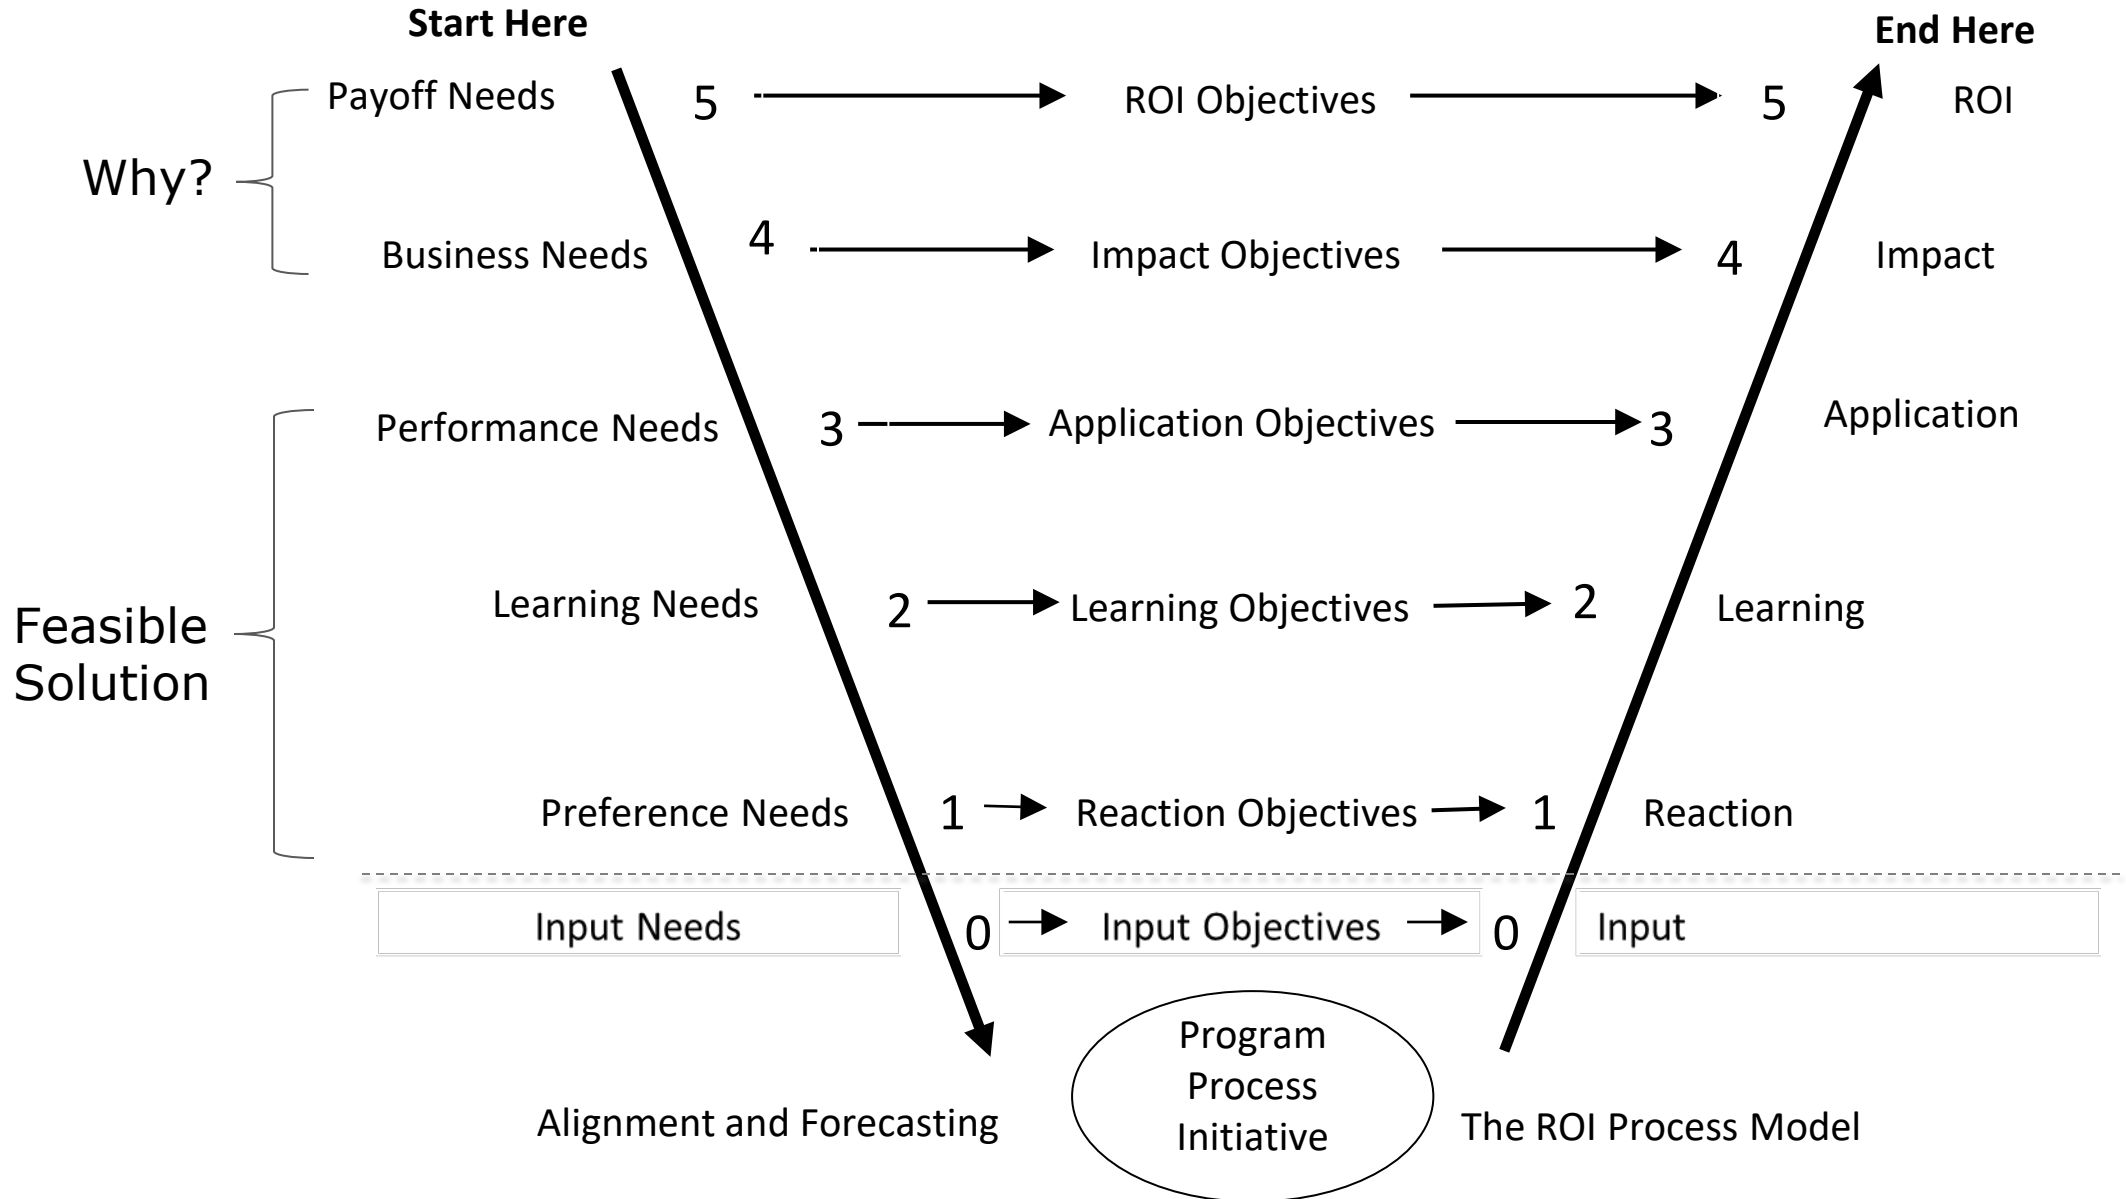 Start Here
End Here
Payoff Needs 5 ROI Objectives 5 ROI
Why?
Business Needs 4 Impact Objectives 4 Impact
Performance Needs 3 Application Objectives 3 Application
Learning Needs 2 Learning Objectives 2 Learning
Feasible
Solution
Preference Needs 1 Reaction Objectives 1 Reaction
Input Needs 0 Input Objectives 0 Input
Program
Process
Initiative
Alignment and Forecasting
The ROI Process Model